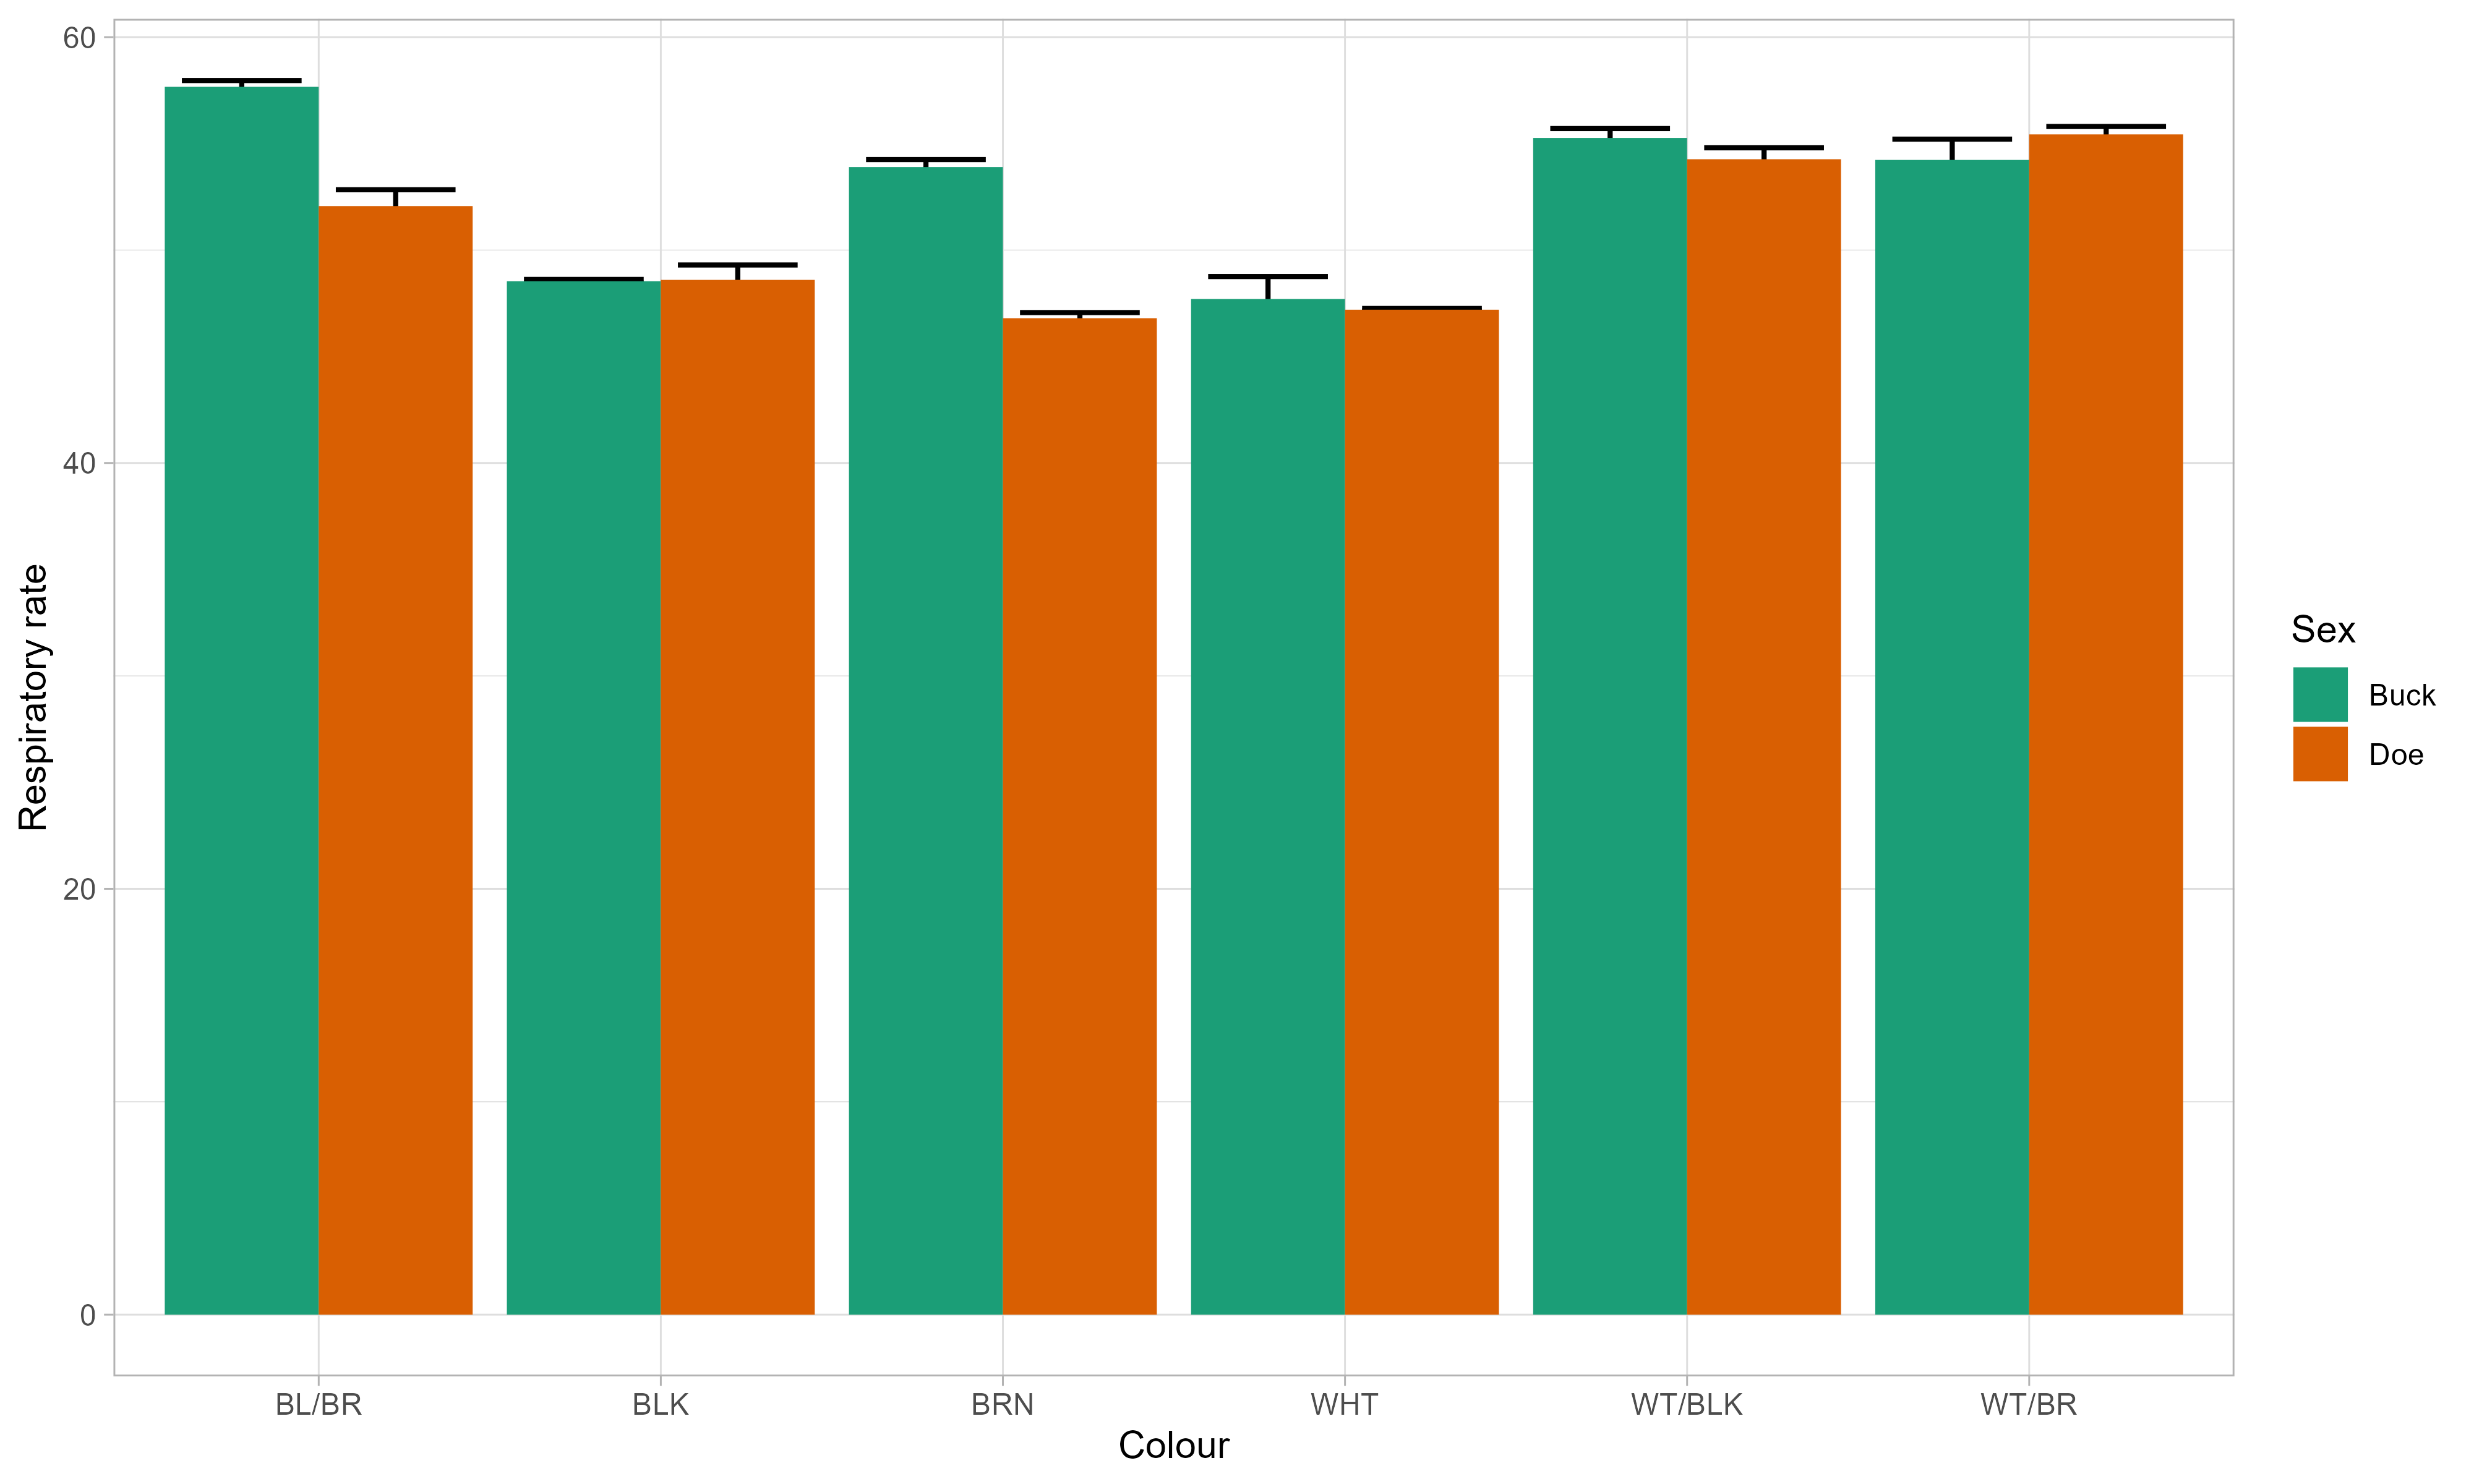 60
40
20
0
Respiratory rate
BL/BR BLK BRN WHT WT/BLK WT/BR
Colour
Sex
Buck
Doe